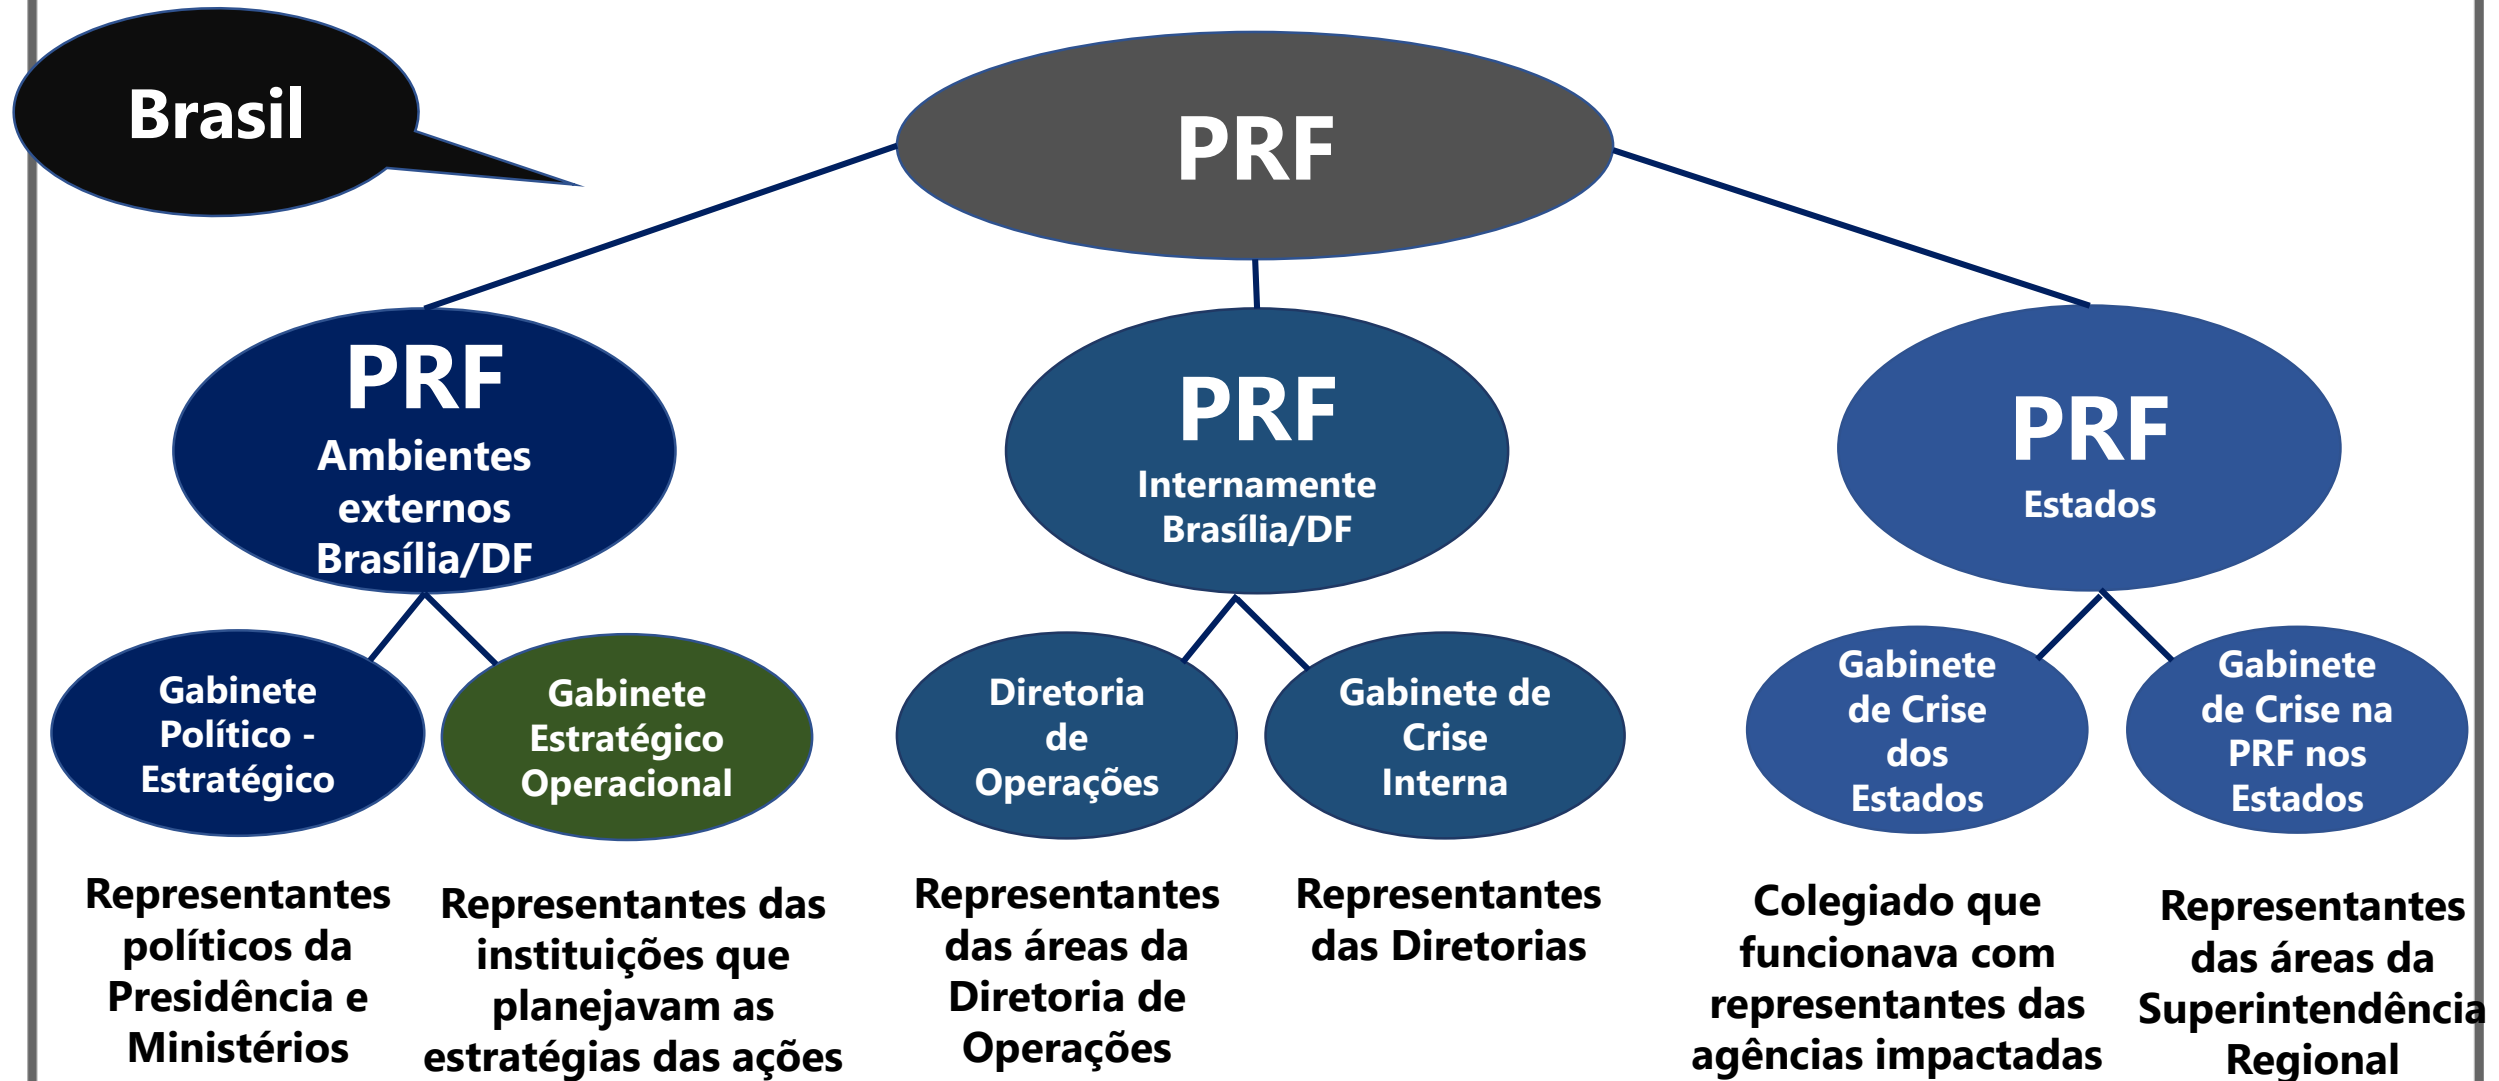 Brasil
PRF
PRF
Ambientes
externos
Brasília/DF
PRF
Internamente
Brasília/DF
PRF
Estados
Gabinete
Político -
Estratégico
Gabinete
Estratégico
Operacional
Diretoria
de
Operações
Gabinete de
Crise
Interna
Gabinete
de Crise
dos
Estados
Gabinete
de Crise na
PRF nos
Estados
Representantes
políticos da
Presidência e
Ministérios
Representantes das
instituições que
planejavam as
estratégias das ações
Representantes
das áreas da
Diretoria de
Operações
Representantes
das Diretorias
Colegiado que
funcionava com
representantes das
agências impactadas
Representantes
das áreas da
Superintendência
Regional